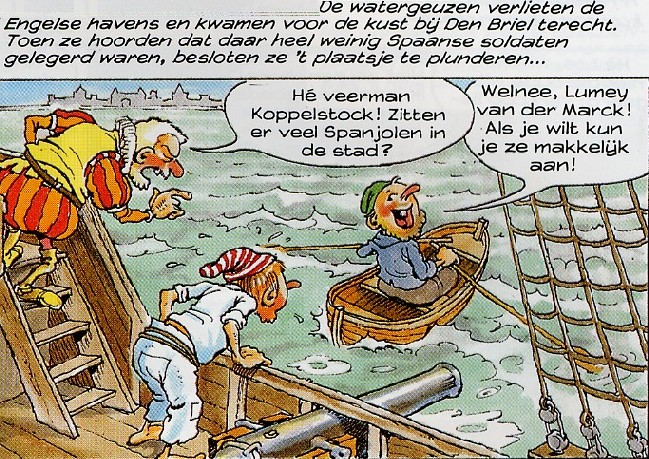 De watergeuzen verlieten de
Engelse havens en kwamen voor de kust bij Den Briel terecht.
Toen ze hoorden dat daar heel weinig Spaanse soldaten
gelegerd waren, besloten ze 't plaatsje te plunderen...
Hé veerman
Koppelstock! Zitten
er veel Spanjolen in
de stad?
Welnee, Lumey
van der Marck!
Als je wilt kun
je ze makkelijk
aan!